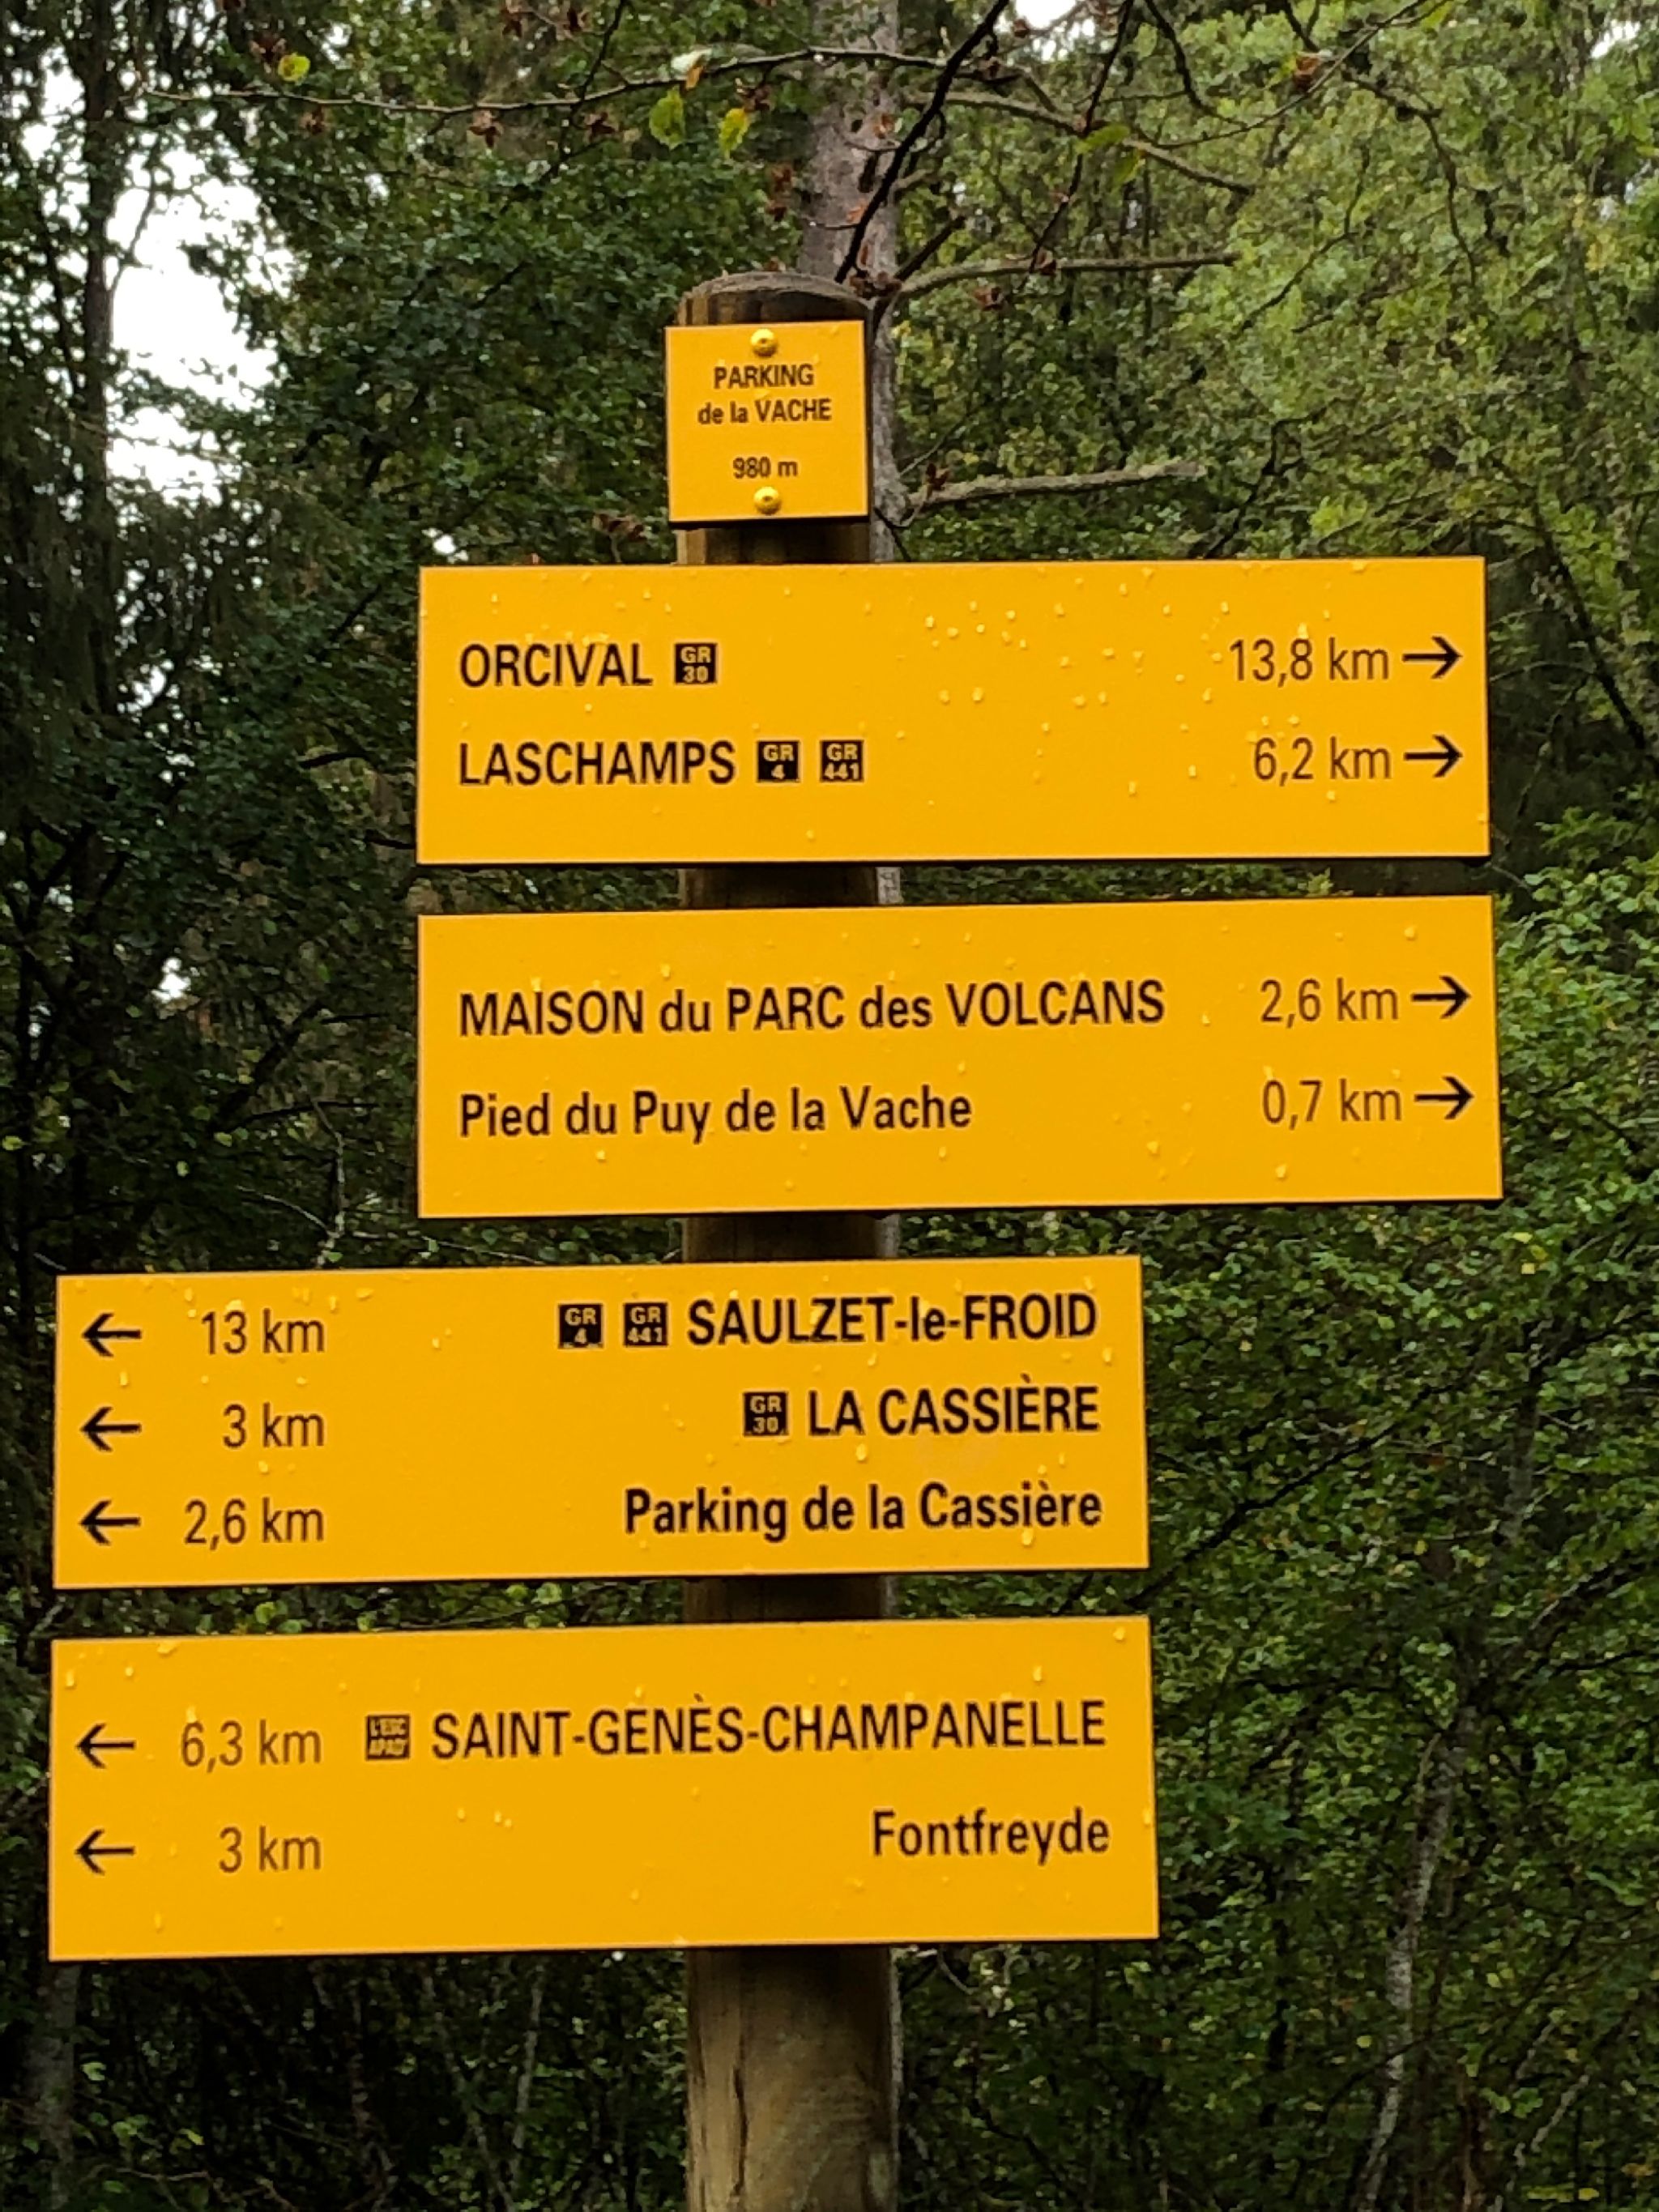 PARKING
de la VACHE
980 m
ORCIVAL GR 30 13,8 km →
LASCHAMPS GR 4 GR 441 6,2 km →
MAISON du PARC des VOLCANS 2,6 km →
Pied du Puy de la Vache 0,7 km →
← 13 km GR 4 GR 441 SAULZET-le-FROID
← 3 km GR 30 LA CASSIÈRE
← 2,6 km Parking de la Cassière
← 6,3 km SAINT-GENÈS-CHAMPANELLE
← 3 km Fontfreyde